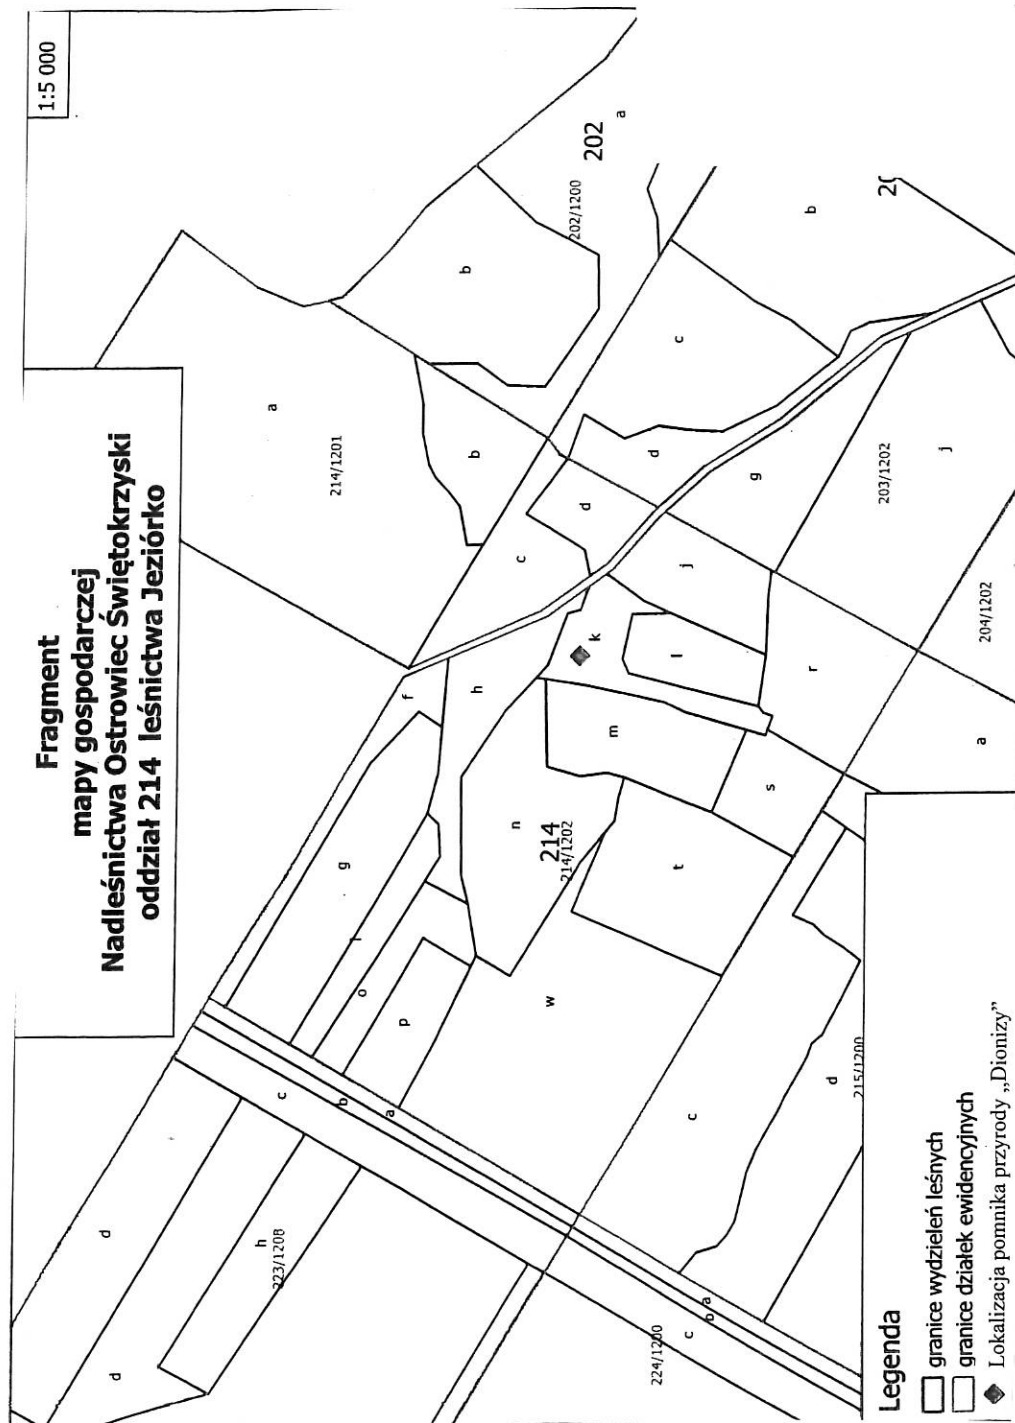 Fragment
mapy gospodarczej
Nadleśnictwa Ostrowiec Świętokrzyski
oddział 214 leśnictwa Jeziórko
1:5 000
a
214/1201
b
b
202/1200
202
a
b
c
d
d
c
g
j
203/1202
j
204/1202
a
r
s
l
k
m
h
f
n
214
214/1202
t
g
o
p
w
c
b
a
d
d
h
223/1208
c
d
215/1200
a
b
c
224/1200
Legenda
granice wydzieleń leśnych
granice działek ewidencyjnych
Lokalizacja pomnika przyrody „Dionizy”